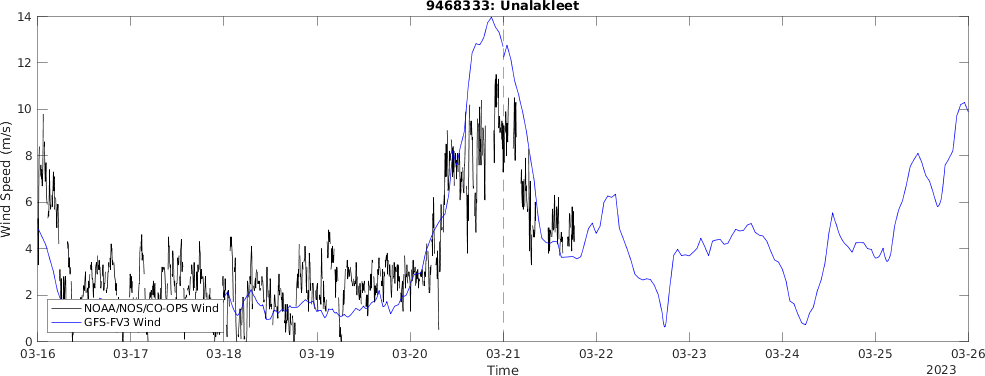 9468333: Unalakleet
Wind Speed (m/s)
14
12
10
8
6
4
2
0
NOAA/NOS/CO-OPS Wind
GFS-FV3 Wind
03-16 03-17 03-18 03-19 03-20 03-21 03-22 03-23 03-24 03-25 03-26
Time
2023